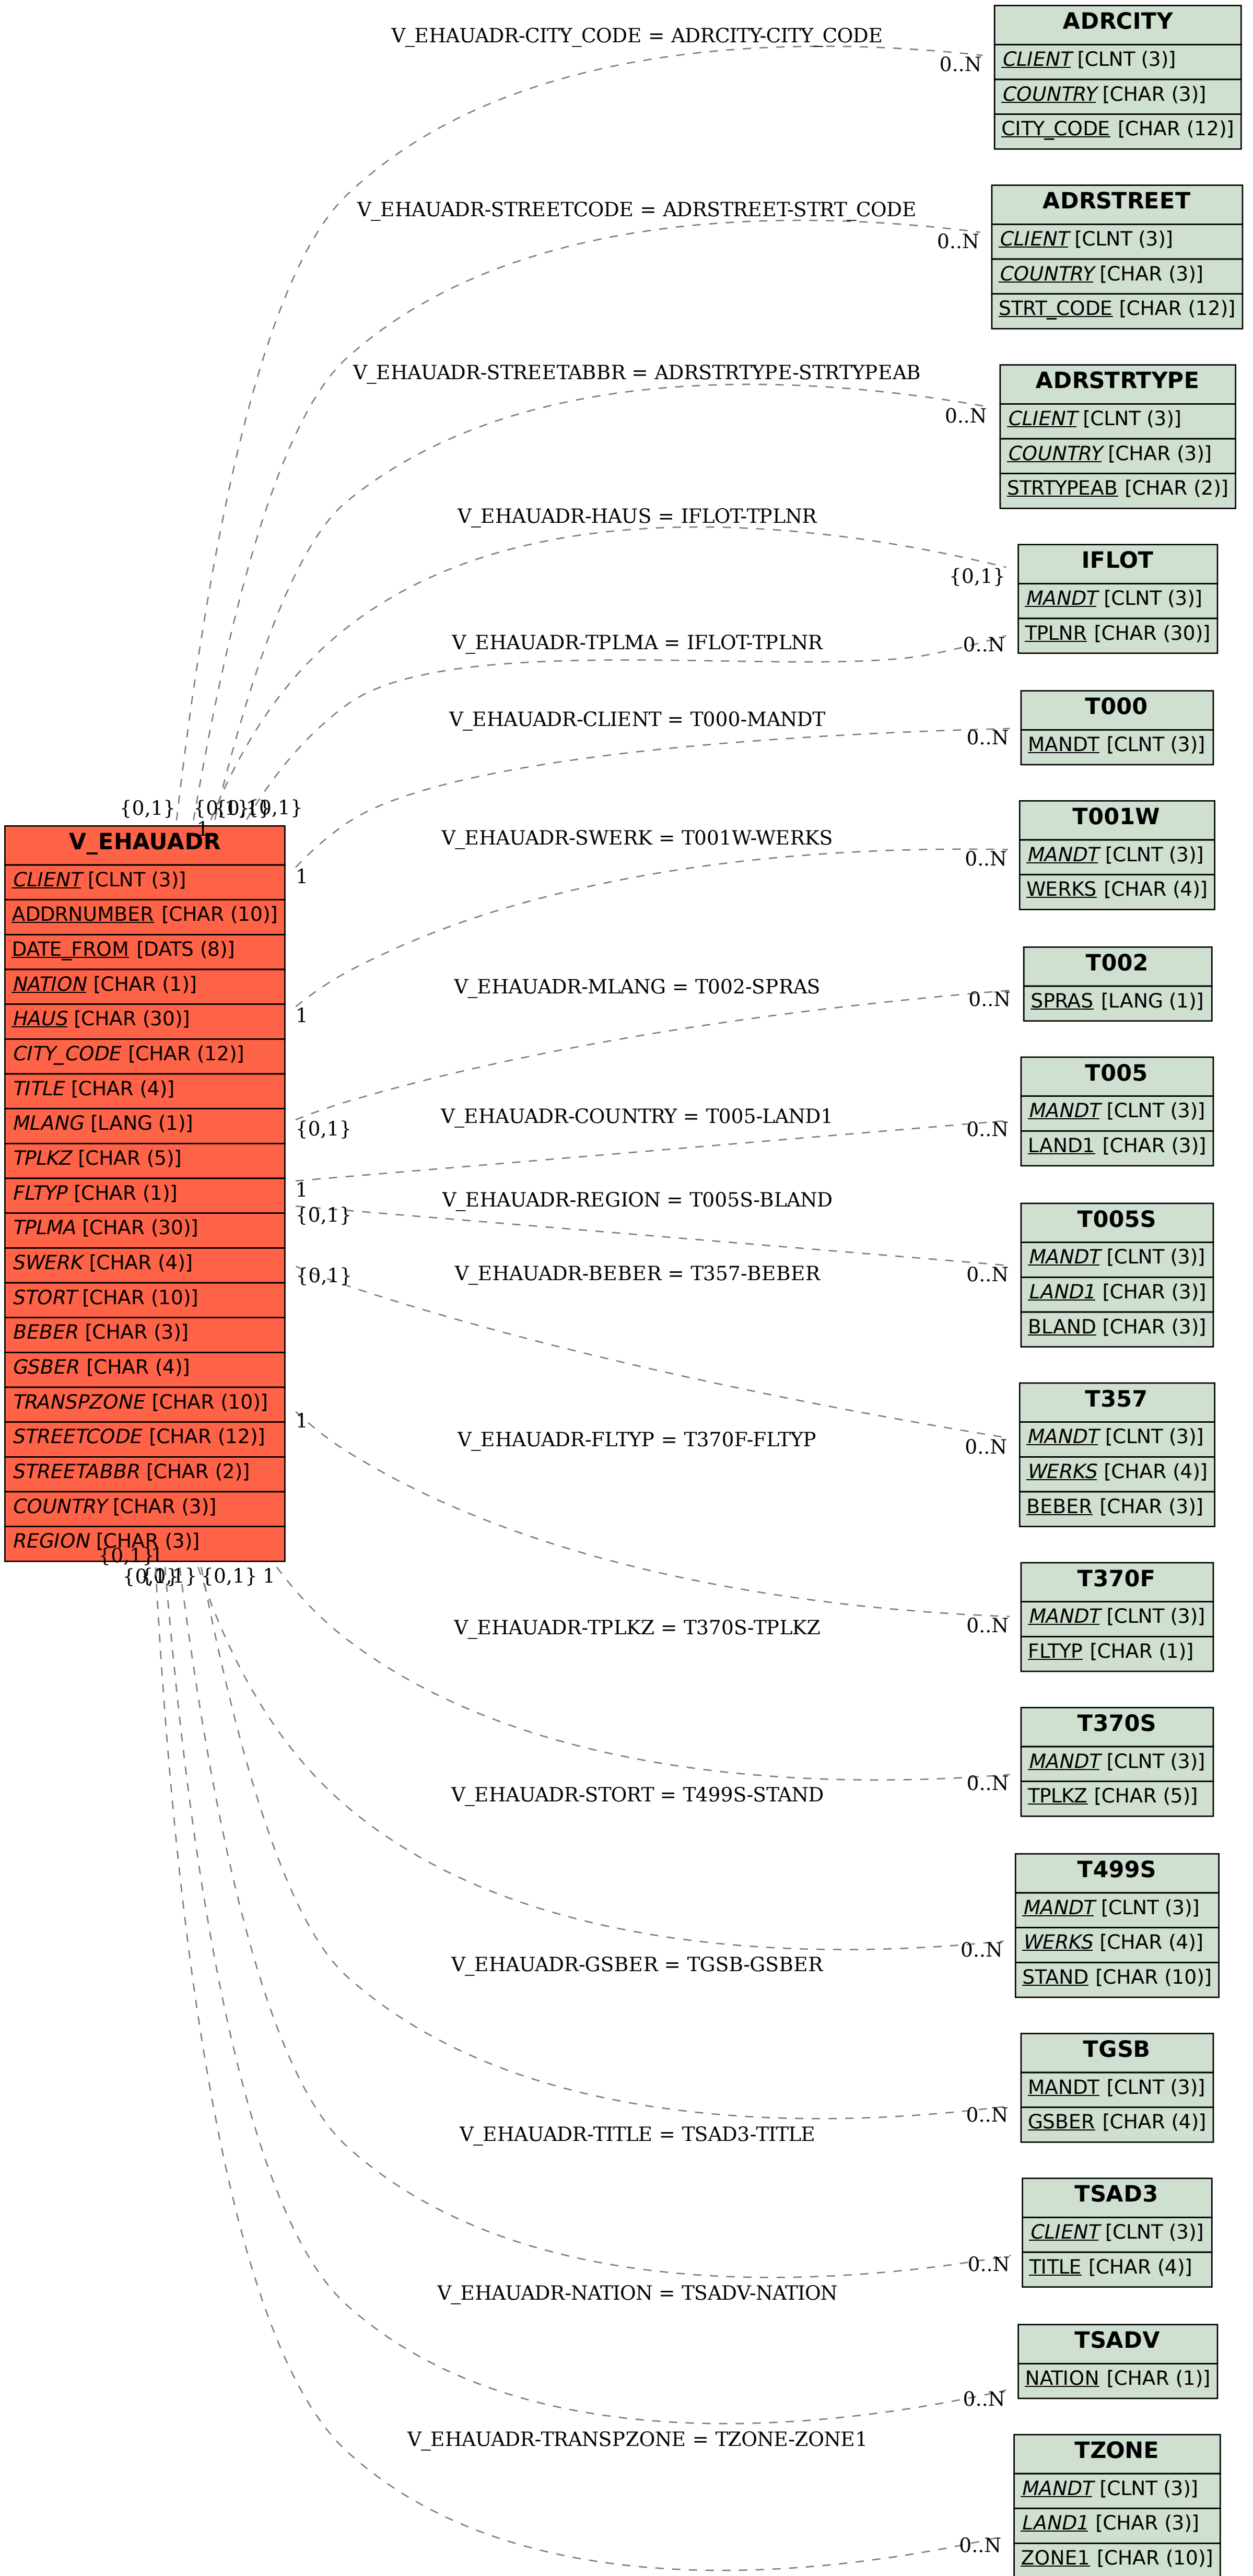 V_EHAUADR-CITY_CODE = ADRCITY-CITY_CODE
0..N
ADRCITY
CLIENT [CLNT (3)]
COUNTRY [CHAR (3)]
CITY_CODE [CHAR (12)]
V_EHAUADR-STREETCODE = ADRSTREET-STRT_CODE
0..N
ADRSTREET
CLIENT [CLNT (3)]
COUNTRY [CHAR (3)]
STRT_CODE [CHAR (12)]
V_EHAUADR-STREETABBR = ADRSTRTYPE-STRTYPEAB
0..N
ADRSTRTYPE
CLIENT [CLNT (3)]
COUNTRY [CHAR (3)]
STRTYPEAB [CHAR (2)]
V_EHAUADR-HAUS = IFLOT-TPLNR
{0,1}
IFLOT
MANDT [CLNT (3)]
TPLNR [CHAR (30)]
V_EHAUADR-TPLMA = IFLOT-TPLNR
0..N
V_EHAUADR-CLIENT = T000-MANDT
0..N
T000
MANDT [CLNT (3)]
V_EHAUADR-SWERK = T001W-WERKS
0..N
T001W
MANDT [CLNT (3)]
WERKS [CHAR (4)]
V_EHAUADR-MLANG = T002-SPRAS
0..N
T002
SPRAS [LANG (1)]
V_EHAUADR-COUNTRY = T005-LAND1
0..N
T005
MANDT [CLNT (3)]
LAND1 [CHAR (3)]
V_EHAUADR-REGION = T005S-BLAND
0..N
T005S
MANDT [CLNT (3)]
LAND1 [CHAR (3)]
BLAND [CHAR (3)]
V_EHAUADR-BEBER = T357-BEBER
0..N
T357
MANDT [CLNT (3)]
WERKS [CHAR (4)]
BEBER [CHAR (3)]
V_EHAUADR-FLTYP = T370F-FLTYP
0..N
T370F
MANDT [CLNT (3)]
FLTYP [CHAR (1)]
V_EHAUADR-TPLKZ = T370S-TPLKZ
0..N
T370S
MANDT [CLNT (3)]
TPLKZ [CHAR (5)]
V_EHAUADR-STORT = T499S-STAND
0..N
T499S
MANDT [CLNT (3)]
WERKS [CHAR (4)]
STAND [CHAR (10)]
V_EHAUADR-GSBER = TGSB-GSBER
0..N
TGSB
MANDT [CLNT (3)]
GSBER [CHAR (4)]
V_EHAUADR-TITLE = TSAD3-TITLE
0..N
TSAD3
CLIENT [CLNT (3)]
TITLE [CHAR (4)]
V_EHAUADR-NATION = TSADV-NATION
0..N
TSADV
NATION [CHAR (1)]
V_EHAUADR-TRANSPZONE = TZONE-ZONE1
0..N
TZONE
MANDT [CLNT (3)]
LAND1 [CHAR (3)]
ZONE1 [CHAR (10)]
{0,1}
{0,1}
{0,1}
{0,1}
1
V_EHAUADR
CLIENT [CLNT (3)]
ADDRNUMBER [CHAR (10)]
DATE_FROM [DATS (8)]
NATION [CHAR (1)]
HAUS [CHAR (30)]
CITY_CODE [CHAR (12)]
TITLE [CHAR (4)]
MLANG [LANG (1)]
TPLKZ [CHAR (5)]
FLTYP [CHAR (1)]
TPLMA [CHAR (30)]
SWERK [CHAR (4)]
STORT [CHAR (10)]
BEBER [CHAR (3)]
GSBER [CHAR (4)]
TRANSPZONE [CHAR (10)]
STREETCODE [CHAR (12)]
STREETABBR [CHAR (2)]
COUNTRY [CHAR (3)]
REGION [CHAR (3)]
1
1
{0,1}
1
{0,1}
{0,1}
1
{0,1}
1
{0,1}
{0,1}
{0,1}
1